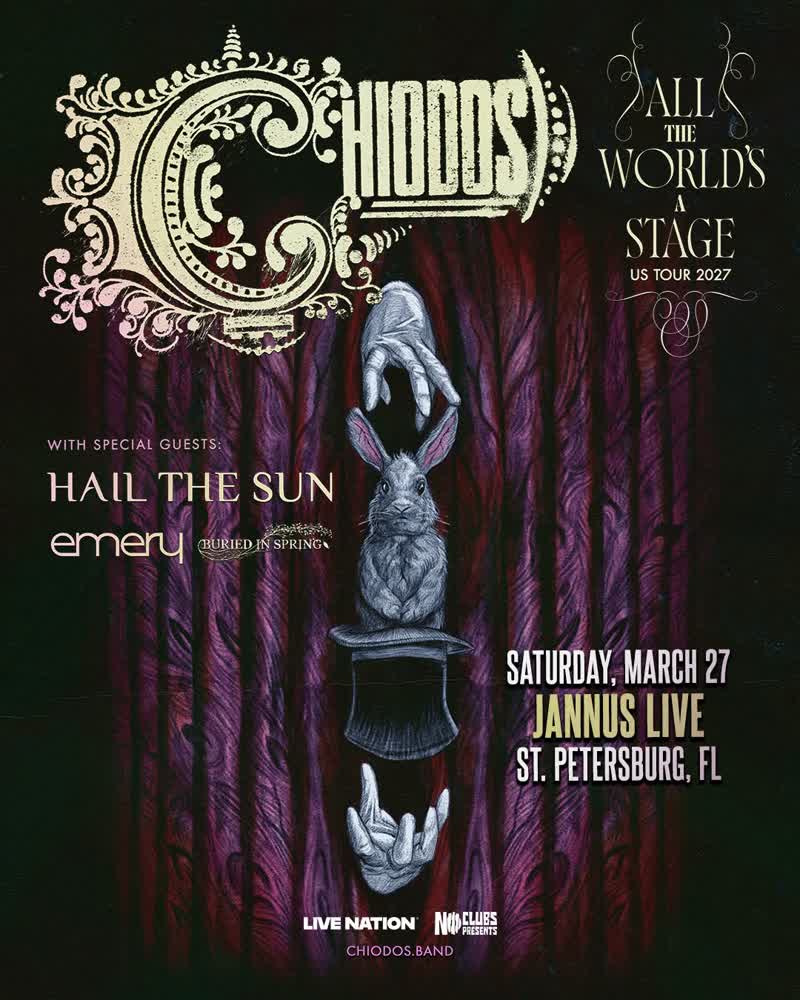 CHIODOS
ALL
THE
WORLD'S
A
STAGE
US TOUR 2027
WITH SPECIAL GUESTS:
HAIL THE SUN
emery BURIED IN SPRING
SATURDAY, MARCH 27
JANNUS LIVE
ST. PETERSBURG, FL
LIVE NATION NO CLUBS PRESENTS
CHIODOS.BAND